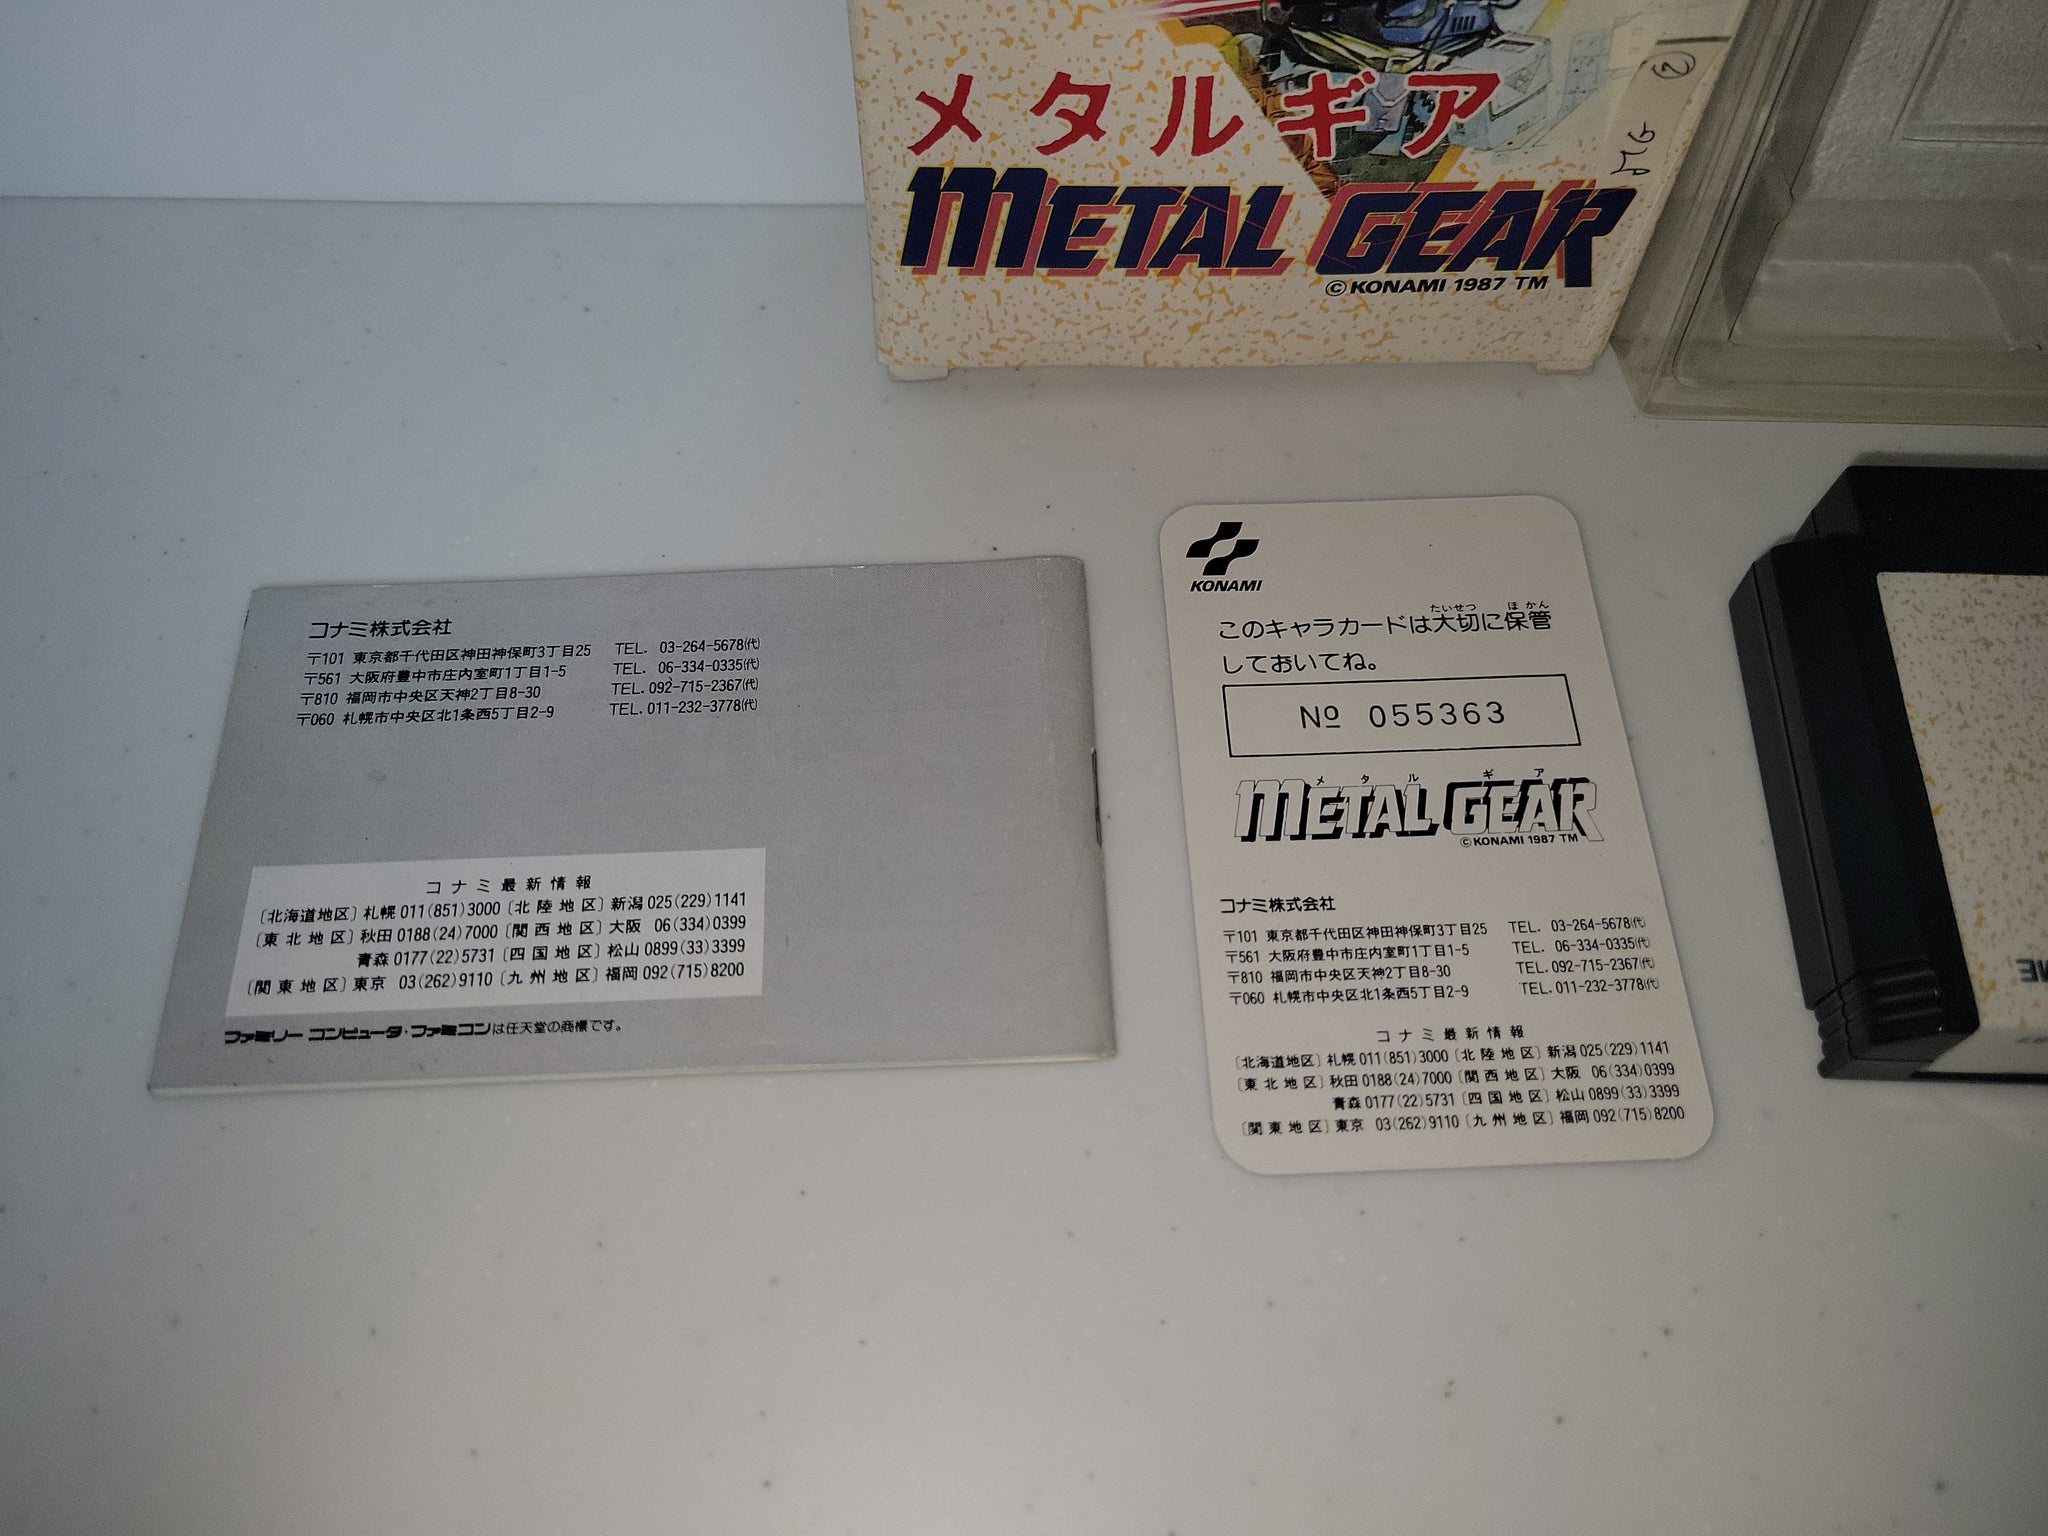 メタルギア
METAL GEAR
© KONAMI 1987 TM
2
MG
コナミ株式会社
〒101 東京都千代田区神田神保町3丁目25 TEL. 03-264-5678(代)
〒561 大阪府豊中市庄内室町1丁目1-5 TEL. 06-334-0335(代)
〒810 福岡市中央区天神2丁目8-30 TEL. 092-715-2367(代)
〒060 札幌市中央区北1条西5丁目2-9 TEL. 011-232-3778(代)
コナミ最新情報
〔北海道地区〕札幌 011(851)3000〔北陸地区〕新潟 025(229)1141
〔東北地区〕秋田 0188(24)7000〔関西地区〕大阪 06(334)0399
青森 0177(22)5731〔四国地区〕松山 0899(33)3399
〔関東地区〕東京 03(262)9110〔九州地区〕福岡 092(715)8200
ファミリーコンピュータ・ファミコンは任天堂の商標です。
KONAMI
たいせつ ほかん
このキャラカードは大切に保管
しておいてね。
Nº 055363
メタルギア
METAL GEAR
© KONAMI 1987 TM
コナミ株式会社
〒101 東京都千代田区神田神保町3丁目25 TEL. 03-264-5678(代)
〒561 大阪府豊中市庄内室町1丁目1-5 TEL. 06-334-0335(代)
〒810 福岡市中央区天神2丁目8-30 TEL. 092-715-2367(代)
〒060 札幌市中央区北1条西5丁目2-9 TEL. 011-232-3778(代)
コナミ最新情報
〔北海道地区〕札幌 011(851)3000〔北陸地区〕新潟 025(229)1141
〔東北地区〕秋田 0188(24)7000〔関西地区〕大阪 06(334)0399
青森 0177(22)5731〔四国地区〕松山 0899(33)3399
〔関東地区〕東京 03(262)9110〔九州地区〕福岡 092(715)8200